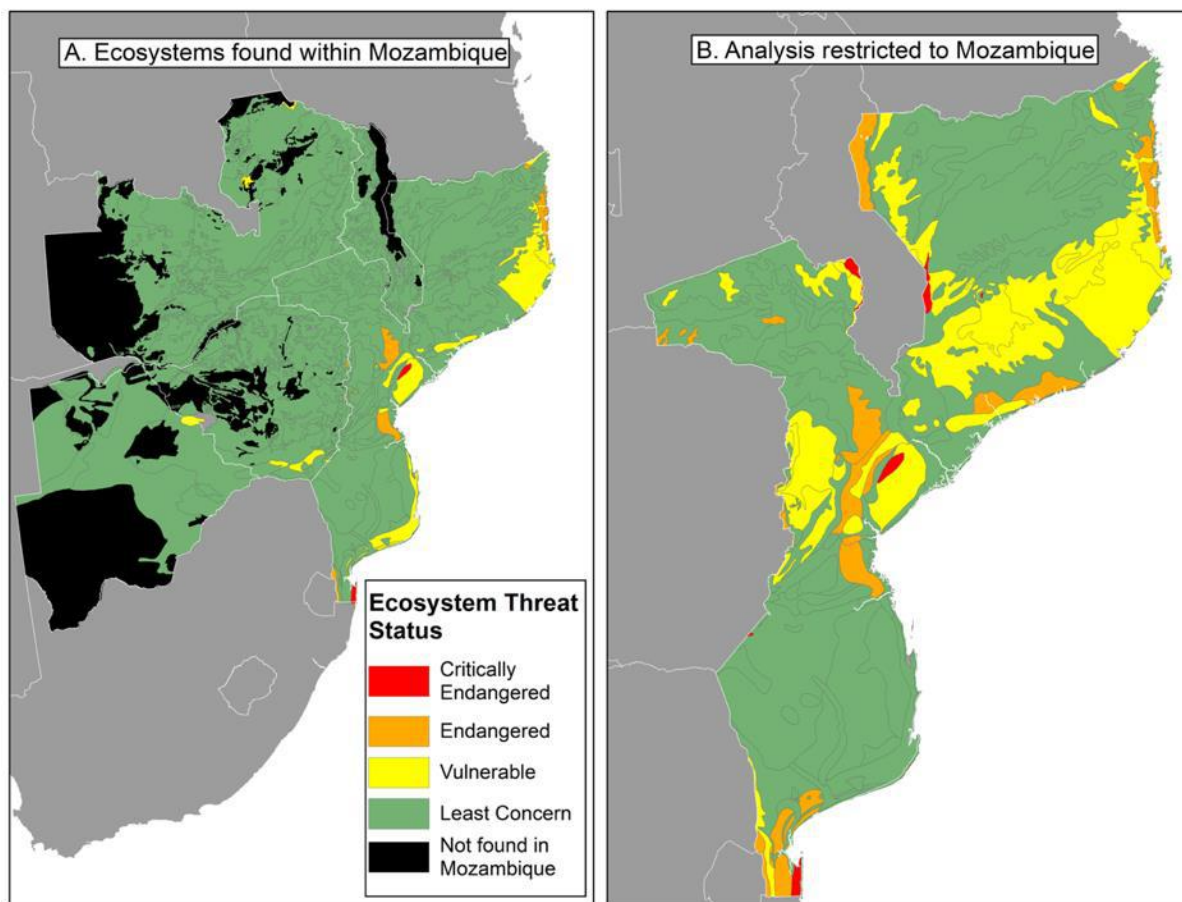 A. Ecosystems found within Mozambique
B. Analysis restricted to Mozambique
Ecosystem Threat
Status
Critically
Endangered
Endangered
Vulnerable
Least Concern
Not found in
Mozambique